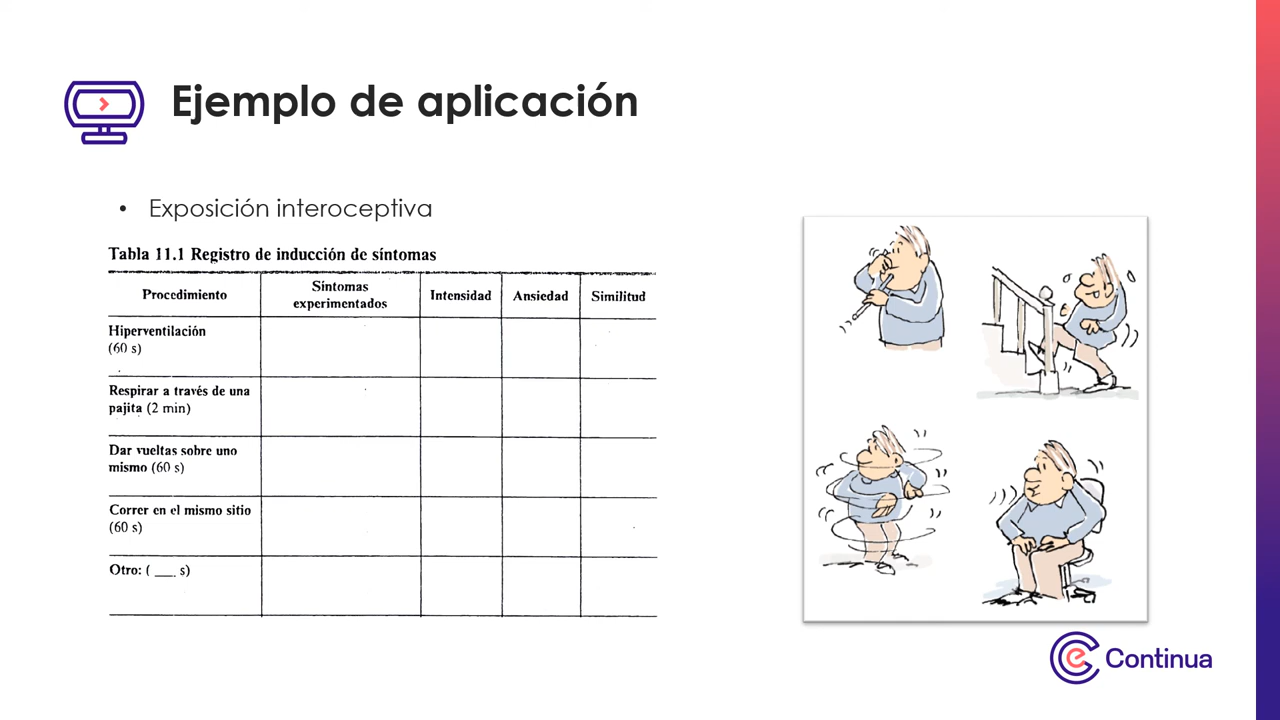 Ejemplo de aplicación
• Exposición interoceptiva
Tabla 11.1 Registro de inducción de síntomas
Procedimiento
Síntomas
experimentados
Intensidad
Ansiedad
Similitud
Hiperventilación
(60 s)
Respirar a través de una
pajita (2 min)
Dar vueltas sobre uno
mismo (60 s)
Correr en el mismo sitio
(60 s)
Otro: ( ___ s)
Continua